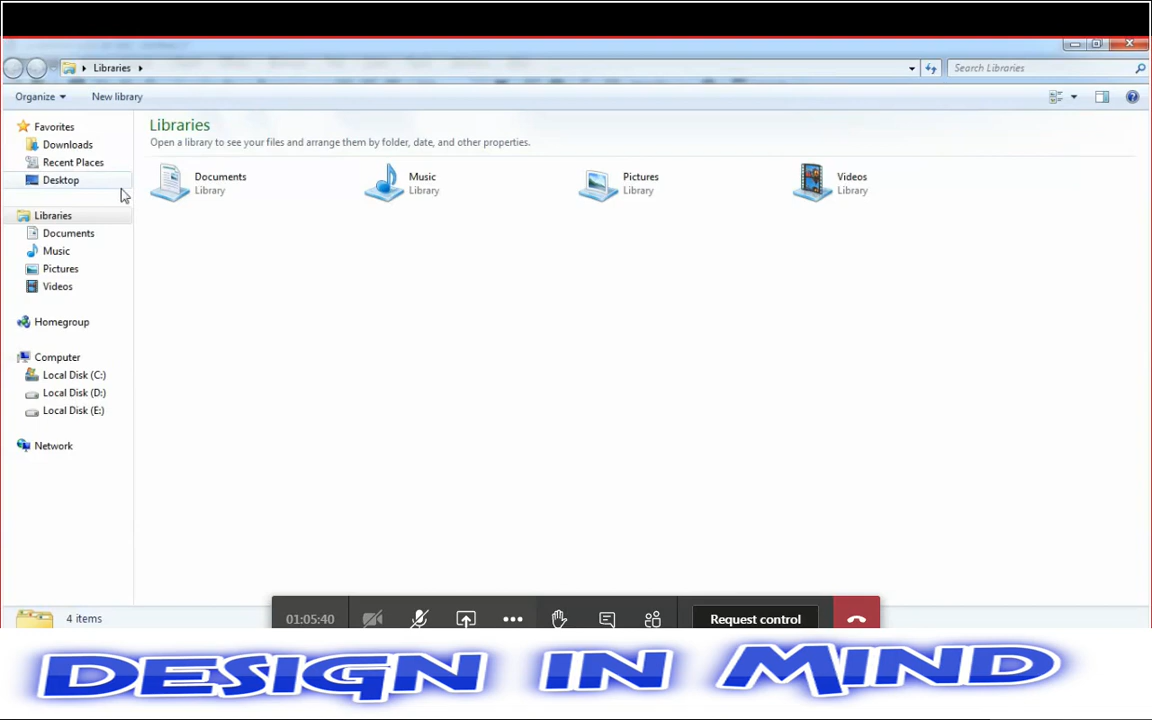 Libraries
Search Libraries
Organize
New library
Favorites
Downloads
Recent Places
Desktop
Libraries
Documents
Music
Pictures
Videos
Homegroup
Computer
Local Disk (C:)
Local Disk (D:)
Local Disk (E:)
Network
Libraries
Open a library to see your files and arrange them by folder, date, and other properties.
Documents
Library
Music
Library
Pictures
Library
Videos
Library
4 items
01:05:40
Request control
DESIGN IN MIND